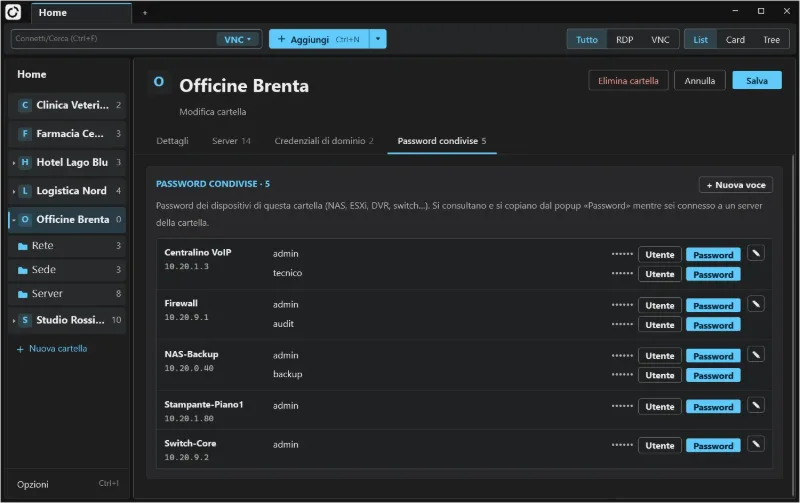 Home
+
Connetti/Cerca (Ctrl+F)
VNC
+ Aggiungi Ctrl+N
Tutto RDP VNC
List Card Tree
Home
C Clinica Veteri... 2
F Farmacia Ce... 3
H Hotel Lago Blu 3
L Logistica Nord 4
O Officine Brenta 0
Rete 3
Sede 3
Server 8
S Studio Rossi... 10
+ Nuova cartella
Opzioni Ctrl+I
O Officine Brenta
Modifica cartella
Elimina cartella
Annulla
Salva
Dettagli
Server 14
Credenziali di dominio 2
Password condivise 5
PASSWORD CONDIVISE · 5
+ Nuova voce
Password dei dispositivi di questa cartella (NAS, ESXi, DVR, switch...). Si consultano e si copiano dal popup «Password» mentre sei connesso a un server
della cartella.
Centralino VoIP admin •••••• Utente Password
10.20.1.3 tecnico •••••• Utente Password
Firewall admin •••••• Utente Password
10.20.9.1 audit •••••• Utente Password
NAS-Backup admin •••••• Utente Password
10.20.0.40 backup •••••• Utente Password
Stampante-Piano1 admin •••••• Utente Password
10.20.1.80
Switch-Core admin •••••• Utente Password
10.20.9.2